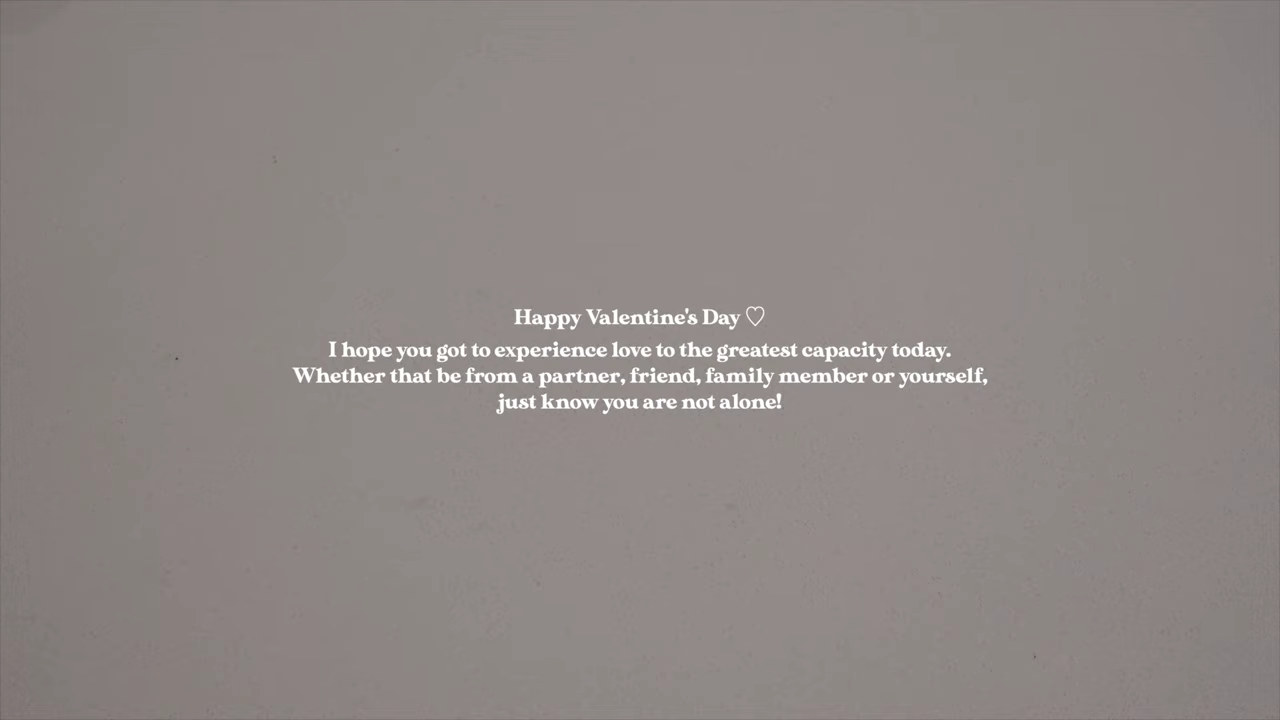 Happy Valentine's Day ♡
I hope you got to experience love to the greatest capacity today.
Whether that be from a partner, friend, family member or yourself,
just know you are not alone!